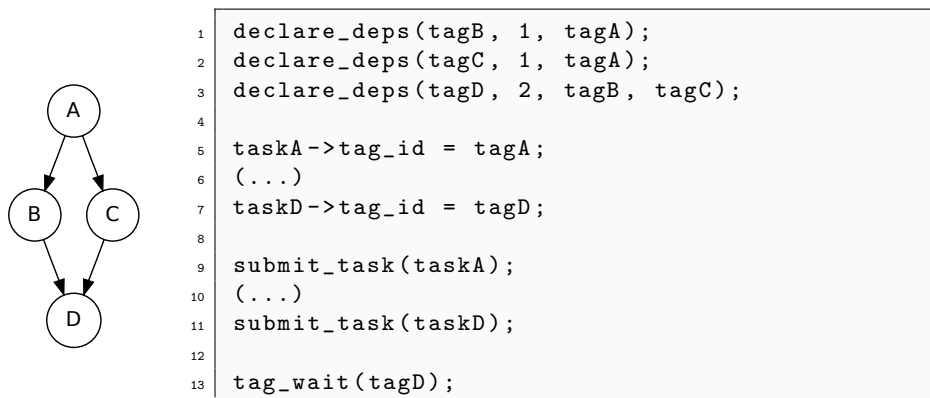 A
B
C
D
1 declare_deps(tagB, 1, tagA);
2 declare_deps(tagC, 1, tagA);
3 declare_deps(tagD, 2, tagB, tagC);
4
5 taskA->tag_id = tagA;
6 (...)
7 taskD->tag_id = tagD;
8
9 submit_task(taskA);
10 (...)
11 submit_task(taskD);
12
13 tag_wait(tagD);